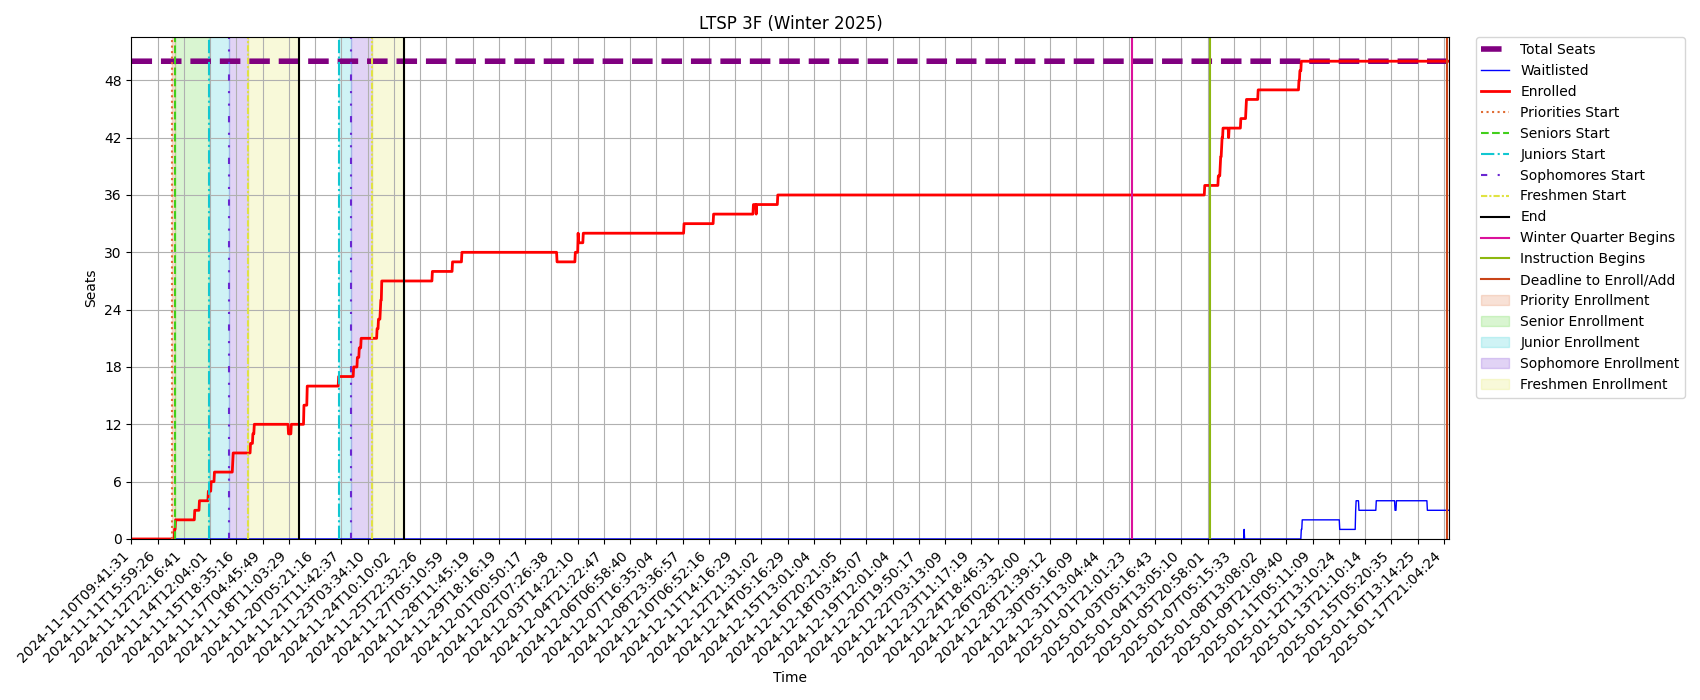 LTSP 3F (Winter 2025)
Seats
48
42
36
30
24
18
12
6
0
2024-11-10T09:41:31
2024-11-11T15:59:26
2024-11-12T22:16:41
2024-11-14T12:04:01
2024-11-15T18:35:16
2024-11-17T04:45:49
2024-11-18T11:03:29
2024-11-20T05:21:16
2024-11-21T11:42:37
2024-11-23T03:34:10
2024-11-24T10:10:02
2024-11-25T22:32:26
2024-11-27T05:10:59
2024-11-28T11:45:19
2024-11-29T18:16:19
2024-12-01T00:50:17
2024-12-02T07:26:38
2024-12-03T14:22:10
2024-12-04T21:22:47
2024-12-06T06:58:40
2024-12-07T16:35:04
2024-12-08T23:36:57
2024-12-10T06:52:16
2024-12-11T14:16:29
2024-12-12T21:31:02
2024-12-14T05:16:29
2024-12-15T13:01:04
2024-12-16T20:21:05
2024-12-18T03:45:07
2024-12-19T12:01:04
2024-12-20T19:50:17
2024-12-22T03:13:09
2024-12-23T11:17:19
2024-12-24T18:46:31
2024-12-26T02:32:00
2024-12-28T21:39:12
2024-12-30T05:16:09
2024-12-31T13:04:44
2025-01-01T21:01:23
2025-01-03T05:16:43
2025-01-04T13:05:10
2025-01-05T20:58:01
2025-01-07T05:15:33
2025-01-08T13:08:02
2025-01-09T21:09:40
2025-01-11T05:11:09
2025-01-12T13:10:24
2025-01-13T21:10:14
2025-01-15T05:20:35
2025-01-16T13:14:25
2025-01-17T21:04:24
Time
Total Seats
Waitlisted
Enrolled
Priorities Start
Seniors Start
Juniors Start
Sophomores Start
Freshmen Start
End
Winter Quarter Begins
Instruction Begins
Deadline to Enroll/Add
Priority Enrollment
Senior Enrollment
Junior Enrollment
Sophomore Enrollment
Freshmen Enrollment